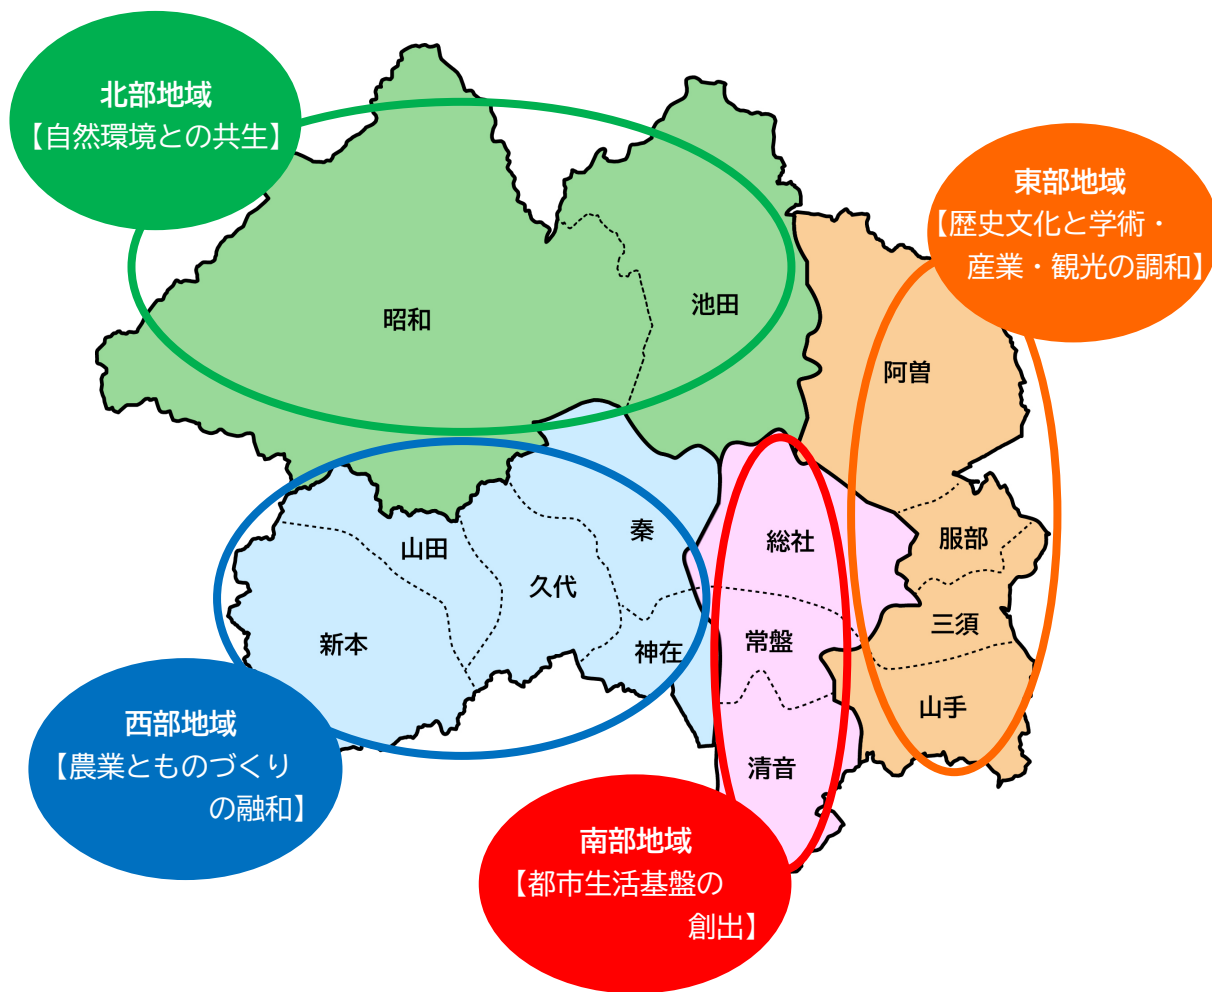 北部地域
【自然環境との共生】
東部地域
【歴史文化と学術・
産業・観光の調和】
昭和
池田
阿曽
秦
総社
服部
山田
久代
三須
新本
神在
常盤
山手
清音
西部地域
【農業とものづくり
の融和】
南部地域
【都市生活基盤の
創出】